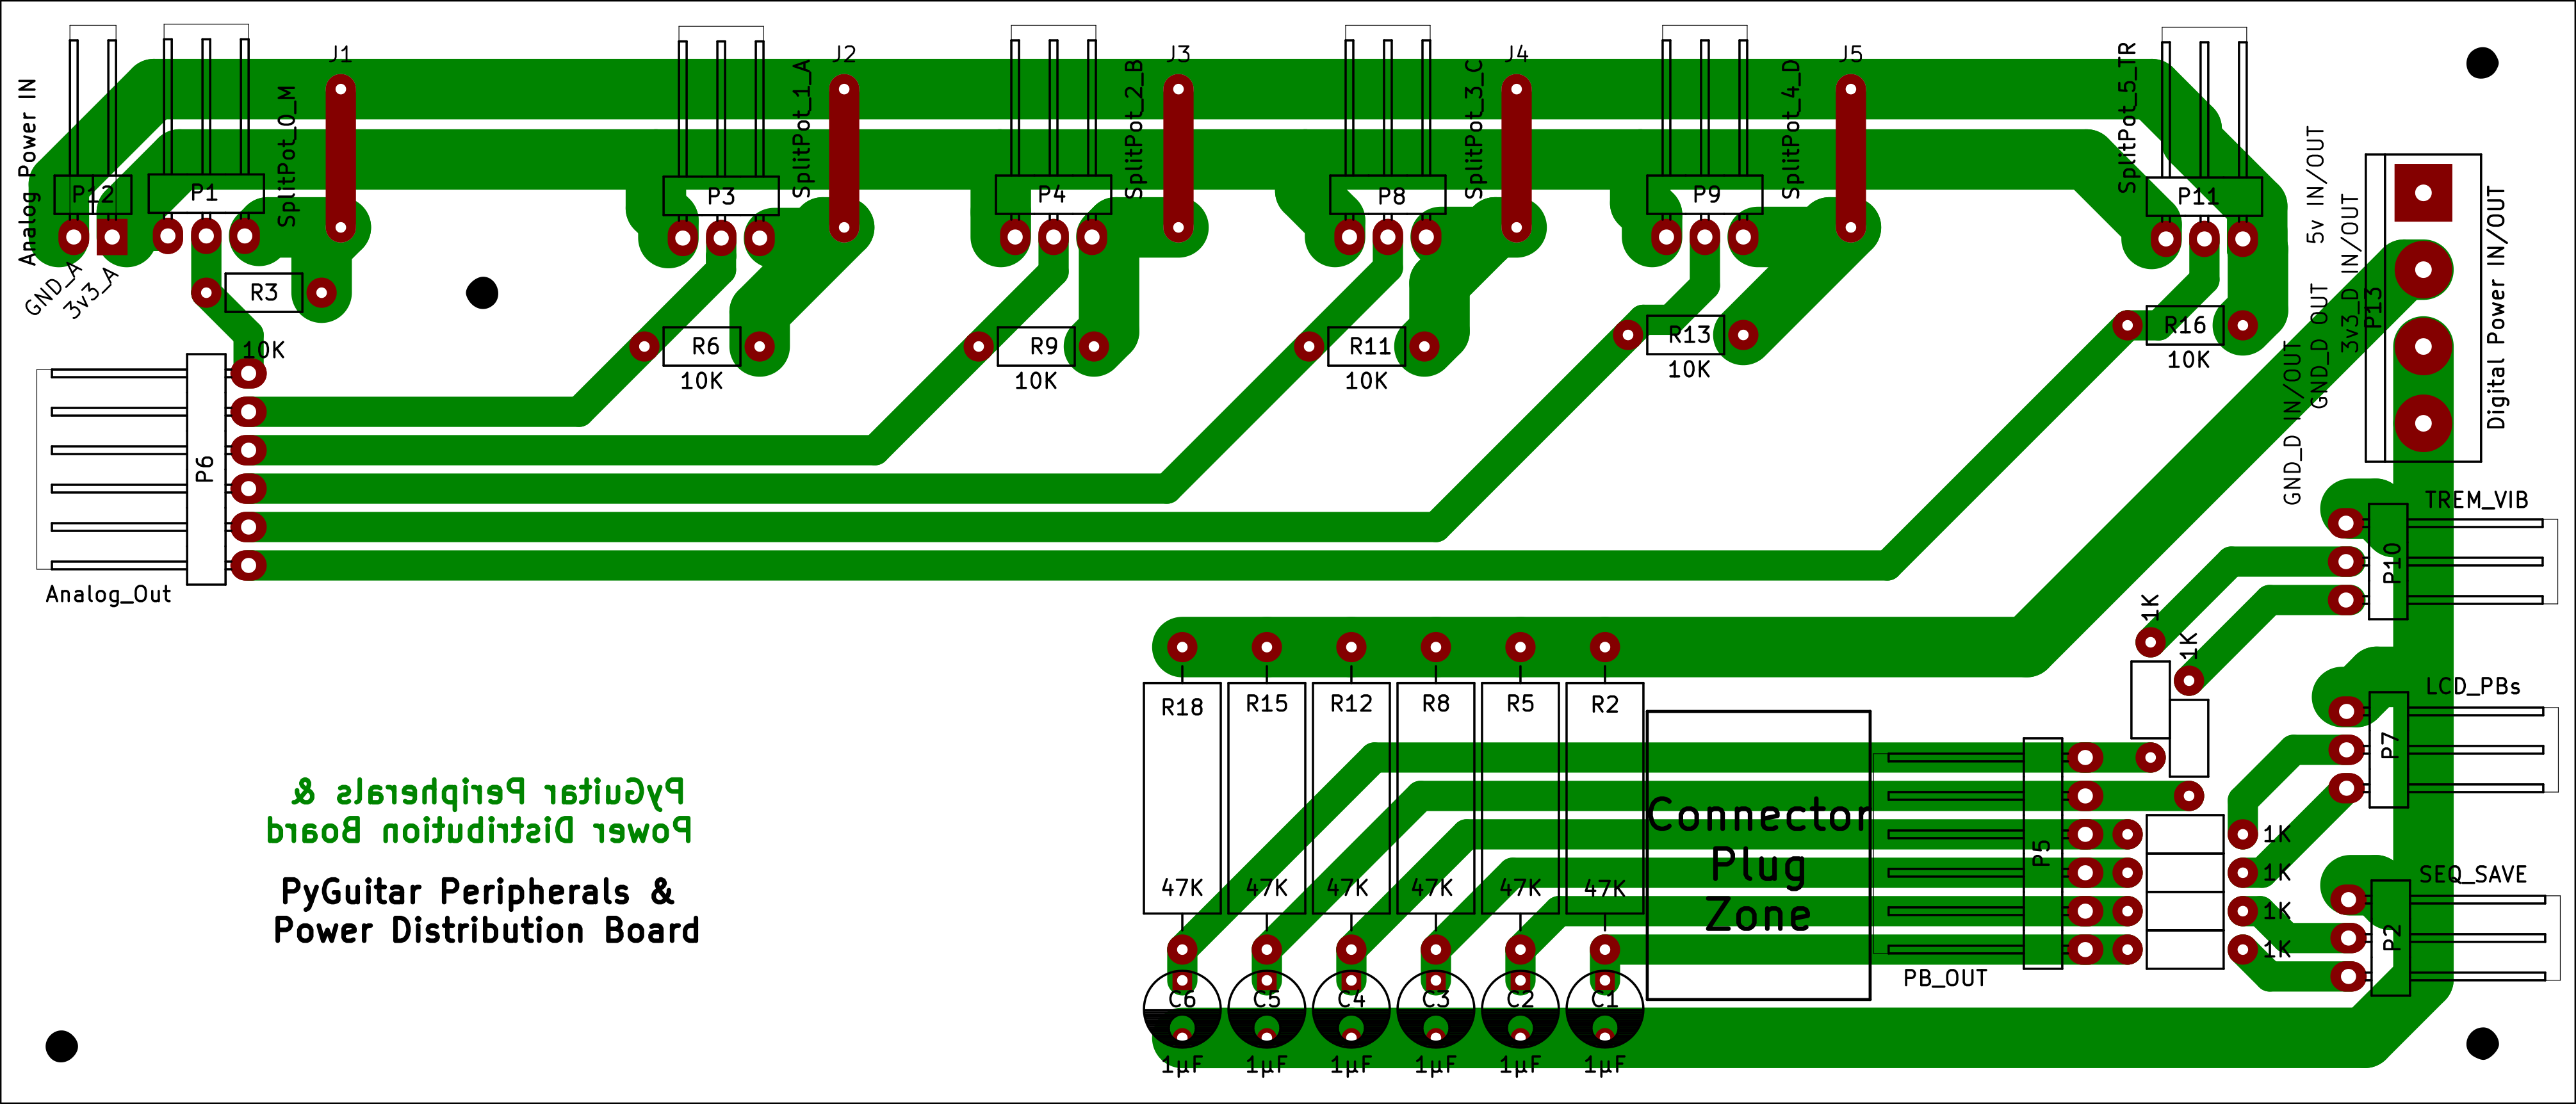 J1
J2
J3
J4
J5
Analog Power IN
P12
P1
SplitPot_0_M
P3
SplitPot_1_A
P4
SplitPot_2_B
P8
SplitPot_3_C
P9
SplitPot_4_D
P11
SplitPot_5_TR
GND_A
3v3_A
R3
10K
R6
10K
R9
10K
R11
10K
R13
10K
R16
10K
5v IN/OUT
3v3_D IN/OUT
GND_D OUT
GND_D IN/OUT
P13
Digital Power IN/OUT
P6
Analog_Out
TREM_VIB
P10
1K
1K
LCD_PBs
P7
R18
R15
R12
R8
R5
R2
47K
47K
47K
47K
47K
47K
Connector
Plug
Zone
P5
PB_OUT
1K
1K
1K
1K
SEQ_SAVE
P2
C6
C5
C4
C3
C2
C1
1µF
1µF
1µF
1µF
1µF
1µF
PyGuitar Peripherals &
Power Distribution Board
PyGuitar Peripherals &
Power Distribution Board